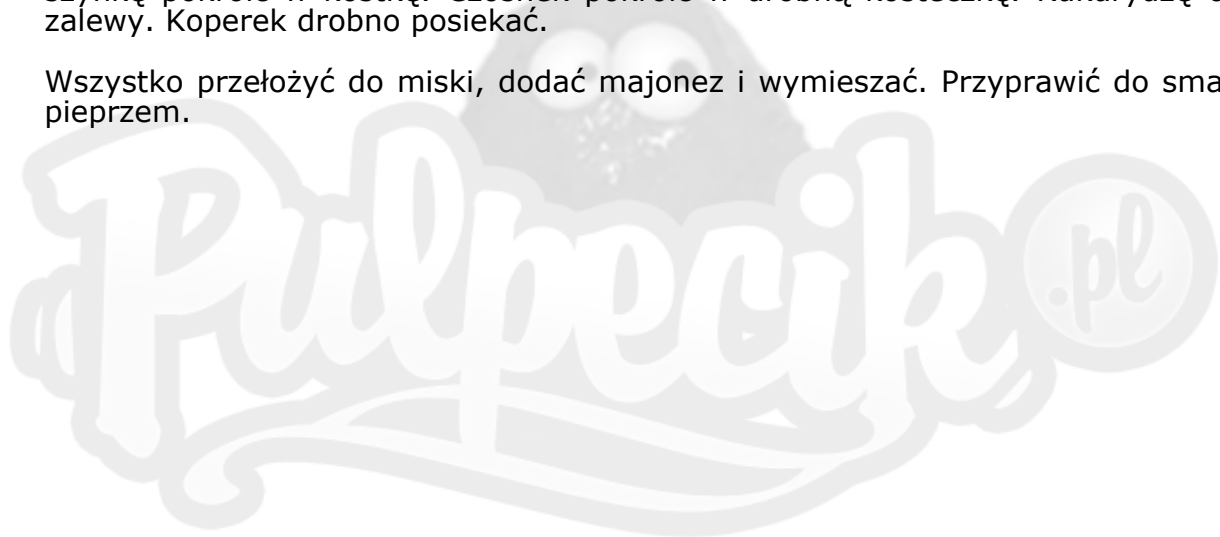 zalewy. Koperek drobno posiekać.
Wszystko przełożyć do miski, dodać majonez i wymieszać. Przyprawić do sma
pieprzem.
Pulpecik
.pl